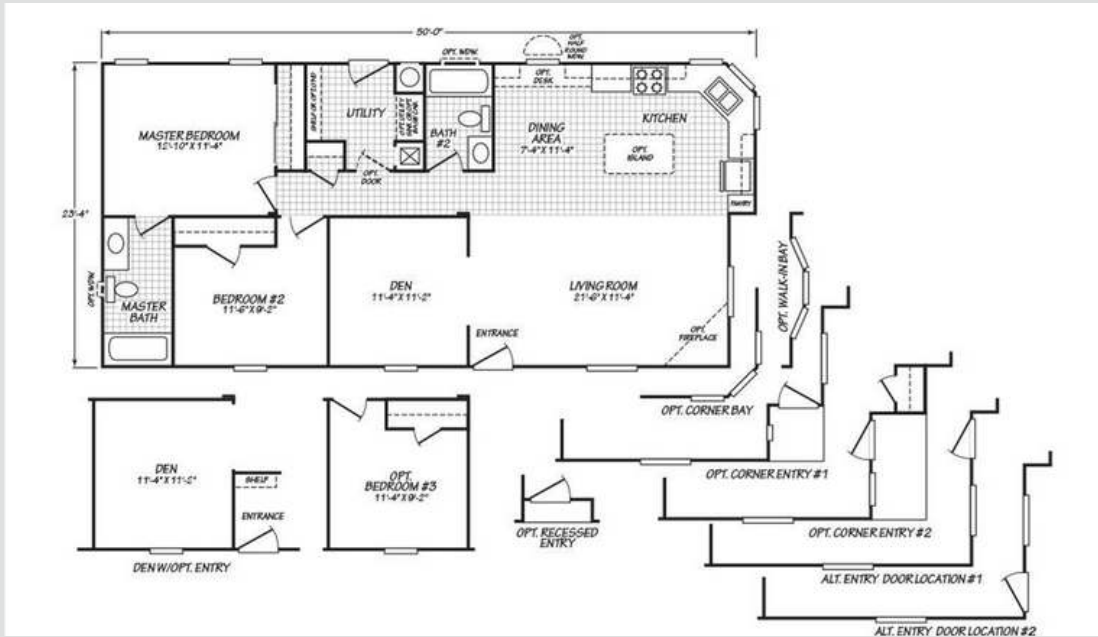 50'-0"
OPT. WDW.
OPT.
HALF
ROUND
WDW.
23'-4"
MASTER BEDROOM
12'-10" X 11'-4"
SHELF OR OPT. O/H
UTILITY
BATH
#2
OPT.
DOOR
OPT.
DESK
DINING
AREA
7'-4" X 11'-4"
KITCHEN
OPT.
ISLAND
PANTRY
OPT. WDW.
MASTER
BATH
BEDROOM #2
11'-6" X 9'-2"
DEN
11'-4" X 11'-2"
LIVING ROOM
21'-6" X 11'-4"
ENTRANCE
OPT.
FIREPLACE
OPT. WALK-IN BAY
OPT. CORNER BAY
DEN
11'-4" X 11'-2"
SHELF
ENTRANCE
DEN W/OPT. ENTRY
OPT.
BEDROOM #3
11'-4" X 9'-2"
OPT. RECESSED
ENTRY
OPT. CORNER ENTRY #1
OPT. CORNER ENTRY #2
ALT. ENTRY DOOR LOCATION #1
ALT. ENTRY DOOR LOCATION #2